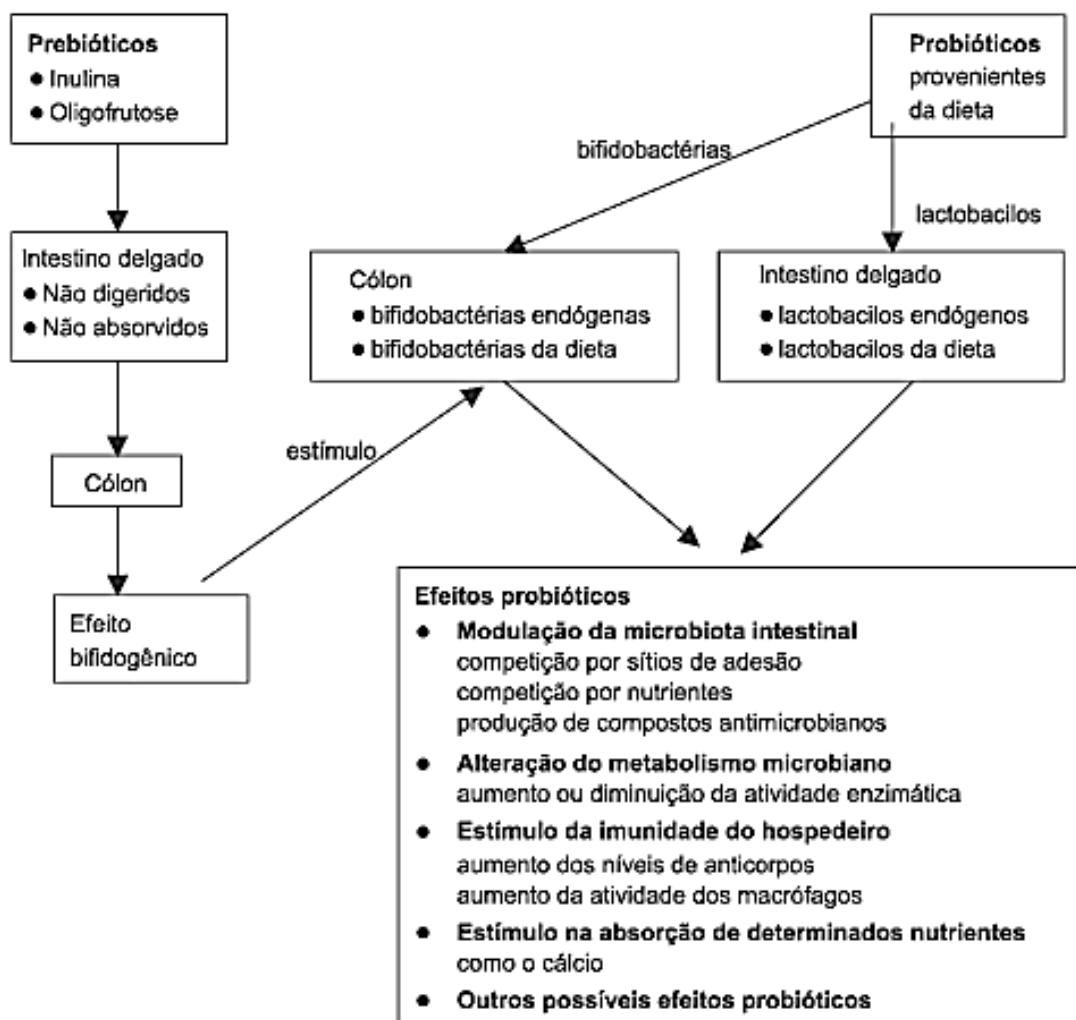 Prebióticos
● Inulina
● Oligofrutose
Probióticos
provenientes
da dieta
bifidobactérias
lactobacilos
Intestino delgado
● Não digeridos
● Não absorvidos
Cólon
● bifidobactérias endógenas
● bifidobactérias da dieta
Intestino delgado
● lactobacilos endógenos
● lactobacilos da dieta
estímulo
Cólon
Efeito
bifidogênico
Efeitos probióticos
● Modulação da microbiota intestinal
competição por sítios de adesão
competição por nutrientes
produção de compostos antimicrobianos
● Alteração do metabolismo microbiano
aumento ou diminuição da atividade enzimática
● Estímulo da imunidade do hospedeiro
aumento dos níveis de anticorpos
aumento da atividade dos macrófagos
● Estímulo na absorção de determinados nutrientes
como o cálcio
● Outros possíveis efeitos probióticos